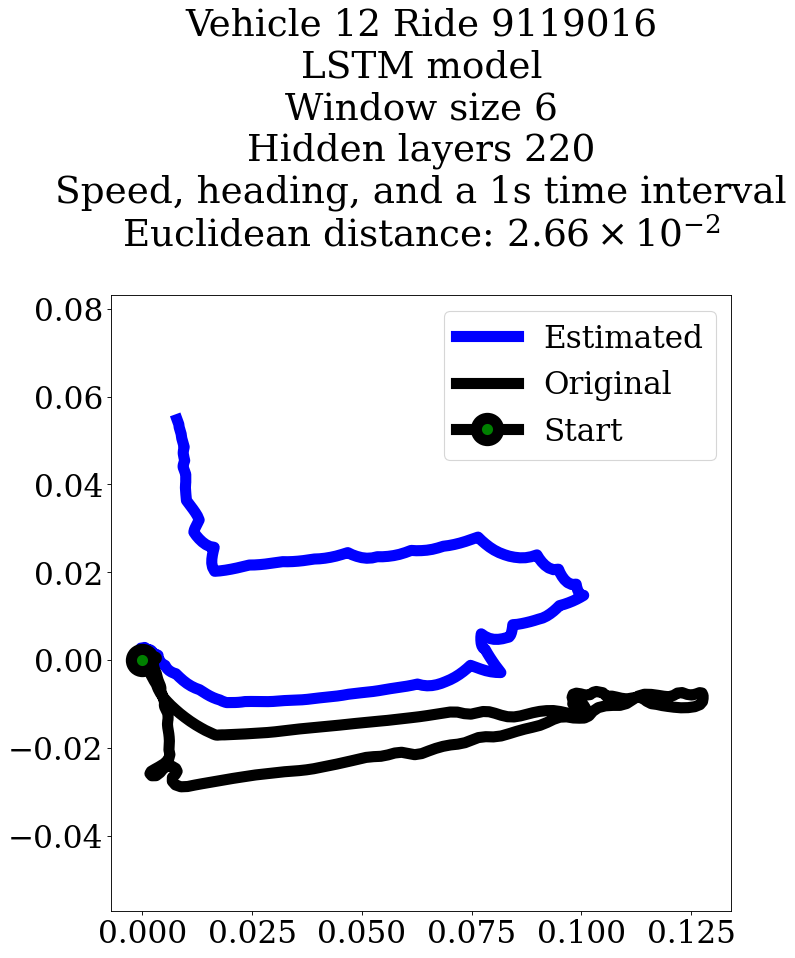 Vehicle 12 Ride 9119016
LSTM model
Window size 6
Hidden layers 220
Speed, heading, and a 1s time interval
Euclidean distance: 2.66 × 10⁻²
Estimated
Original
Start
0.08
0.06
0.04
0.02
0.00
−0.02
−0.04
0.000 0.025 0.050 0.075 0.100 0.125